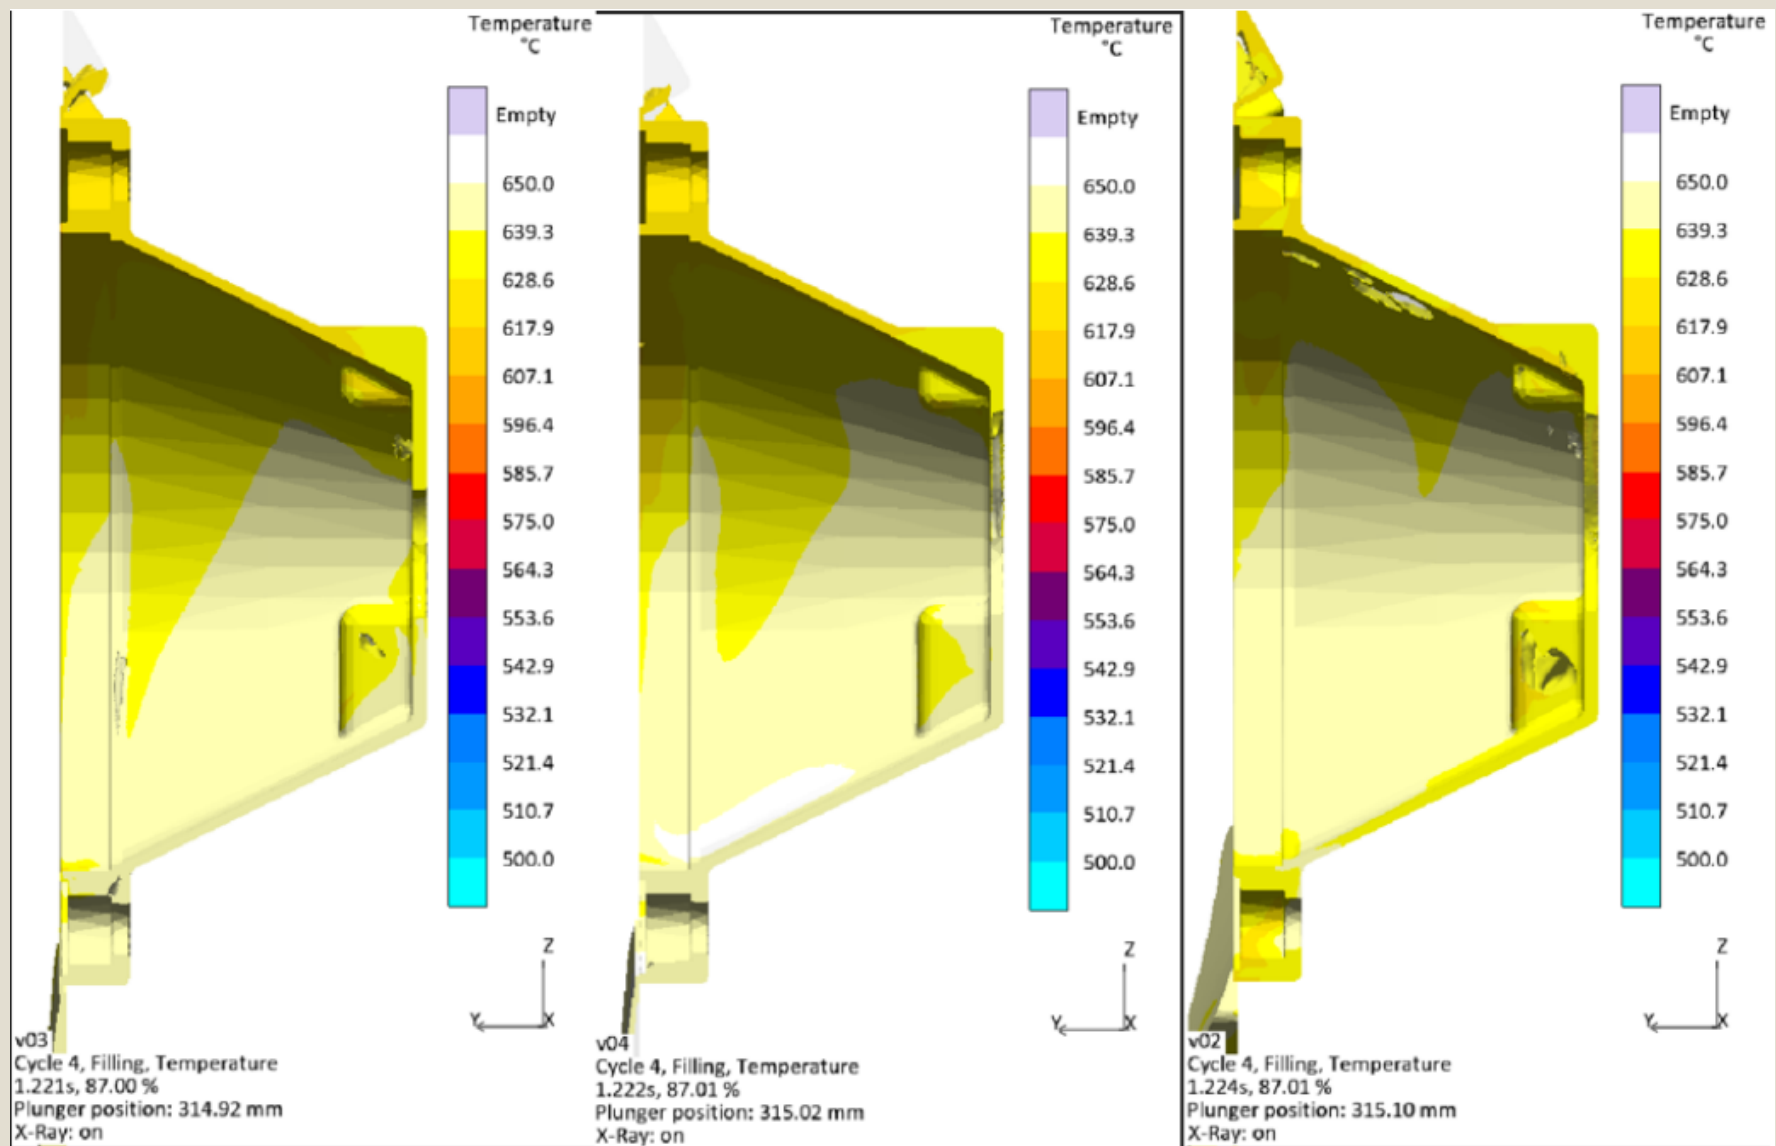 Temperature
°C
Empty
650.0
639.3
628.6
617.9
607.1
596.4
585.7
575.0
564.3
553.6
542.9
532.1
521.4
510.7
500.0
Z
Y
X
v03
Cycle 4, Filling, Temperature
1.221s, 87.00 %
Plunger position: 314.92 mm
X-Ray: on
Temperature
°C
Empty
650.0
639.3
628.6
617.9
607.1
596.4
585.7
575.0
564.3
553.6
542.9
532.1
521.4
510.7
500.0
Z
Y
X
v04
Cycle 4, Filling, Temperature
1.222s, 87.01 %
Plunger position: 315.02 mm
X-Ray: on
Temperature
°C
Empty
650.0
639.3
628.6
617.9
607.1
596.4
585.7
575.0
564.3
553.6
542.9
532.1
521.4
510.7
500.0
Z
Y
X
v02
Cycle 4, Filling, Temperature
1.224s, 87.01 %
Plunger position: 315.10 mm
X-Ray: on